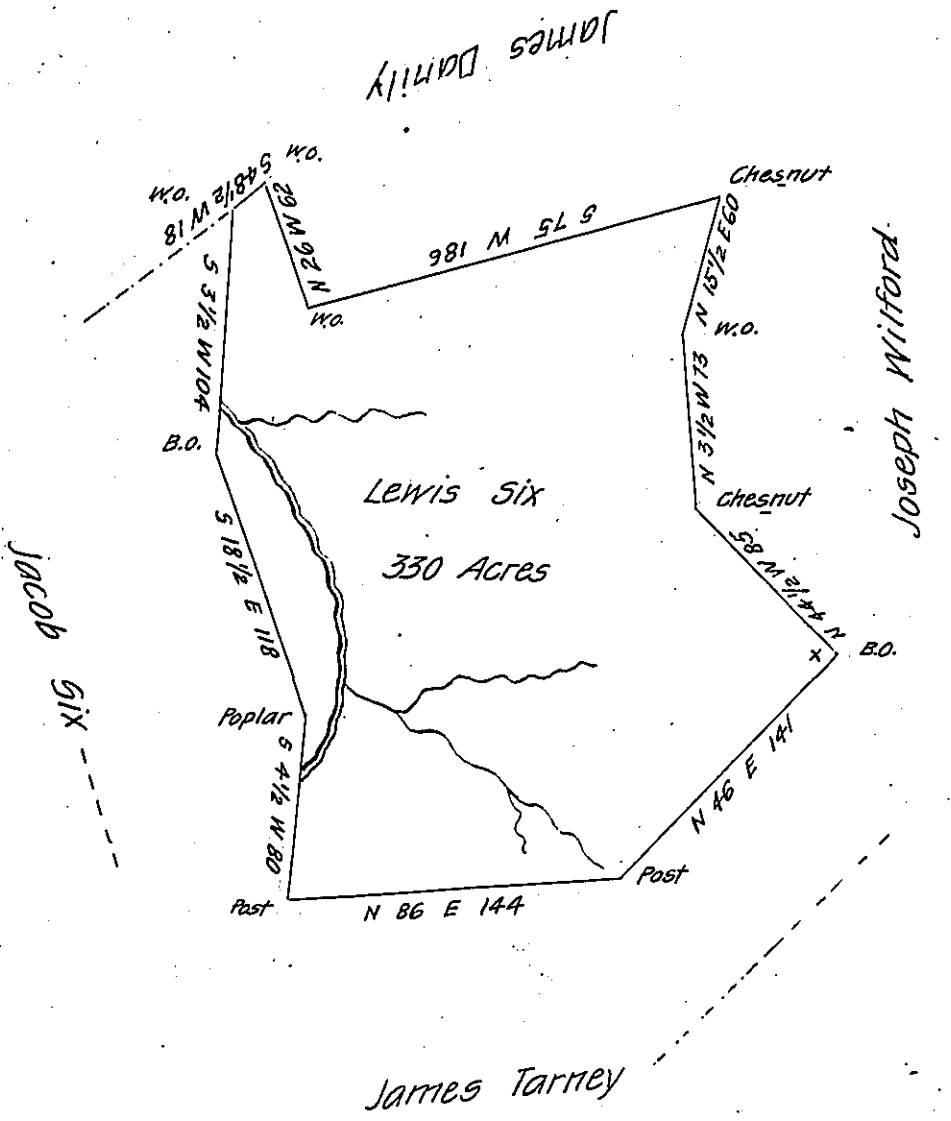 James Danily
W.O.
W.O.
S 48½ W 18
N 26 W 62
W.O.
S 75 W 186
Chesnut
N 15½ E 60
W.O.
N 3½ W 73
Joseph Wilford
S 3½ W 104
B.O.
Lewis Six
330 Acres
Chesnut
N 44½ W 85
x
B.O.
S 18½ E 118
Jacob Six
Poplar
S 4½ W 80
N 46 E 141
Post
Post
N 86 E 144
James Tarney